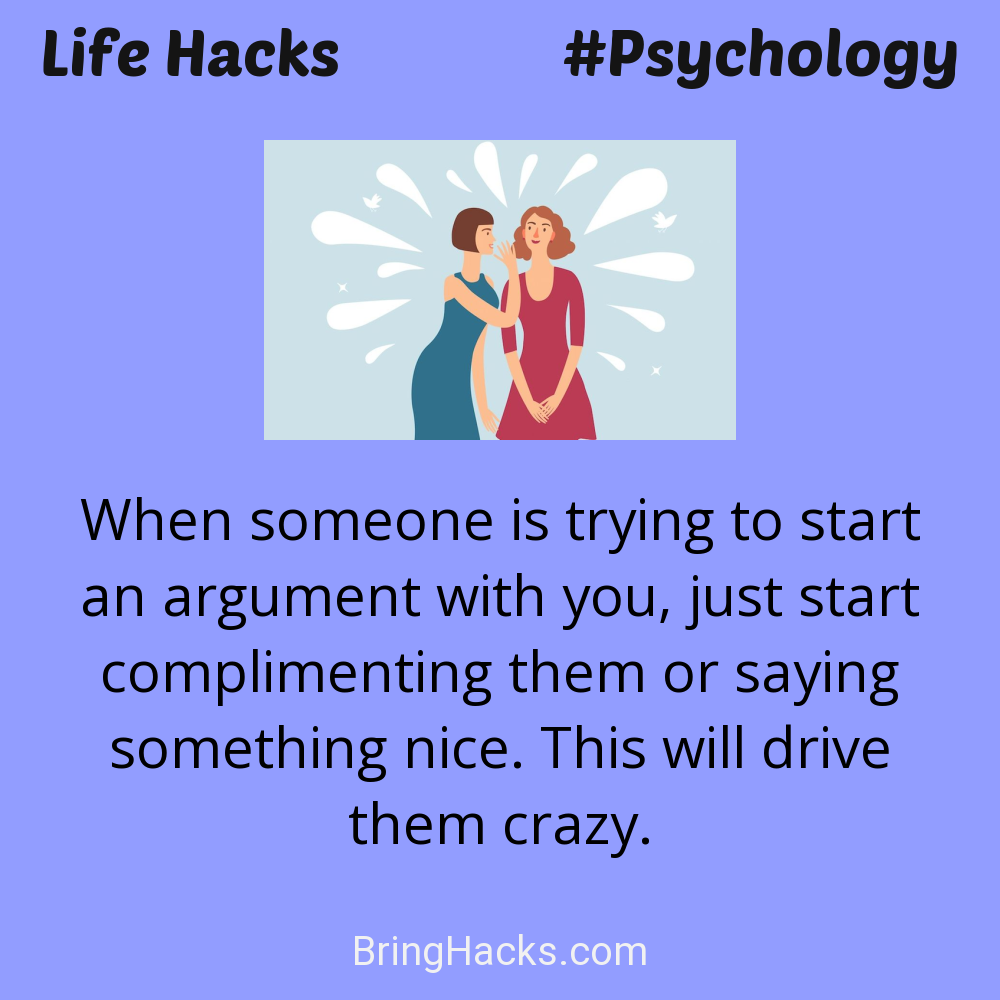 Life Hacks #Psychology
When someone is trying to start
an argument with you, just start
complimenting them or saying
something nice. This will drive
them crazy.
BringHacks.com